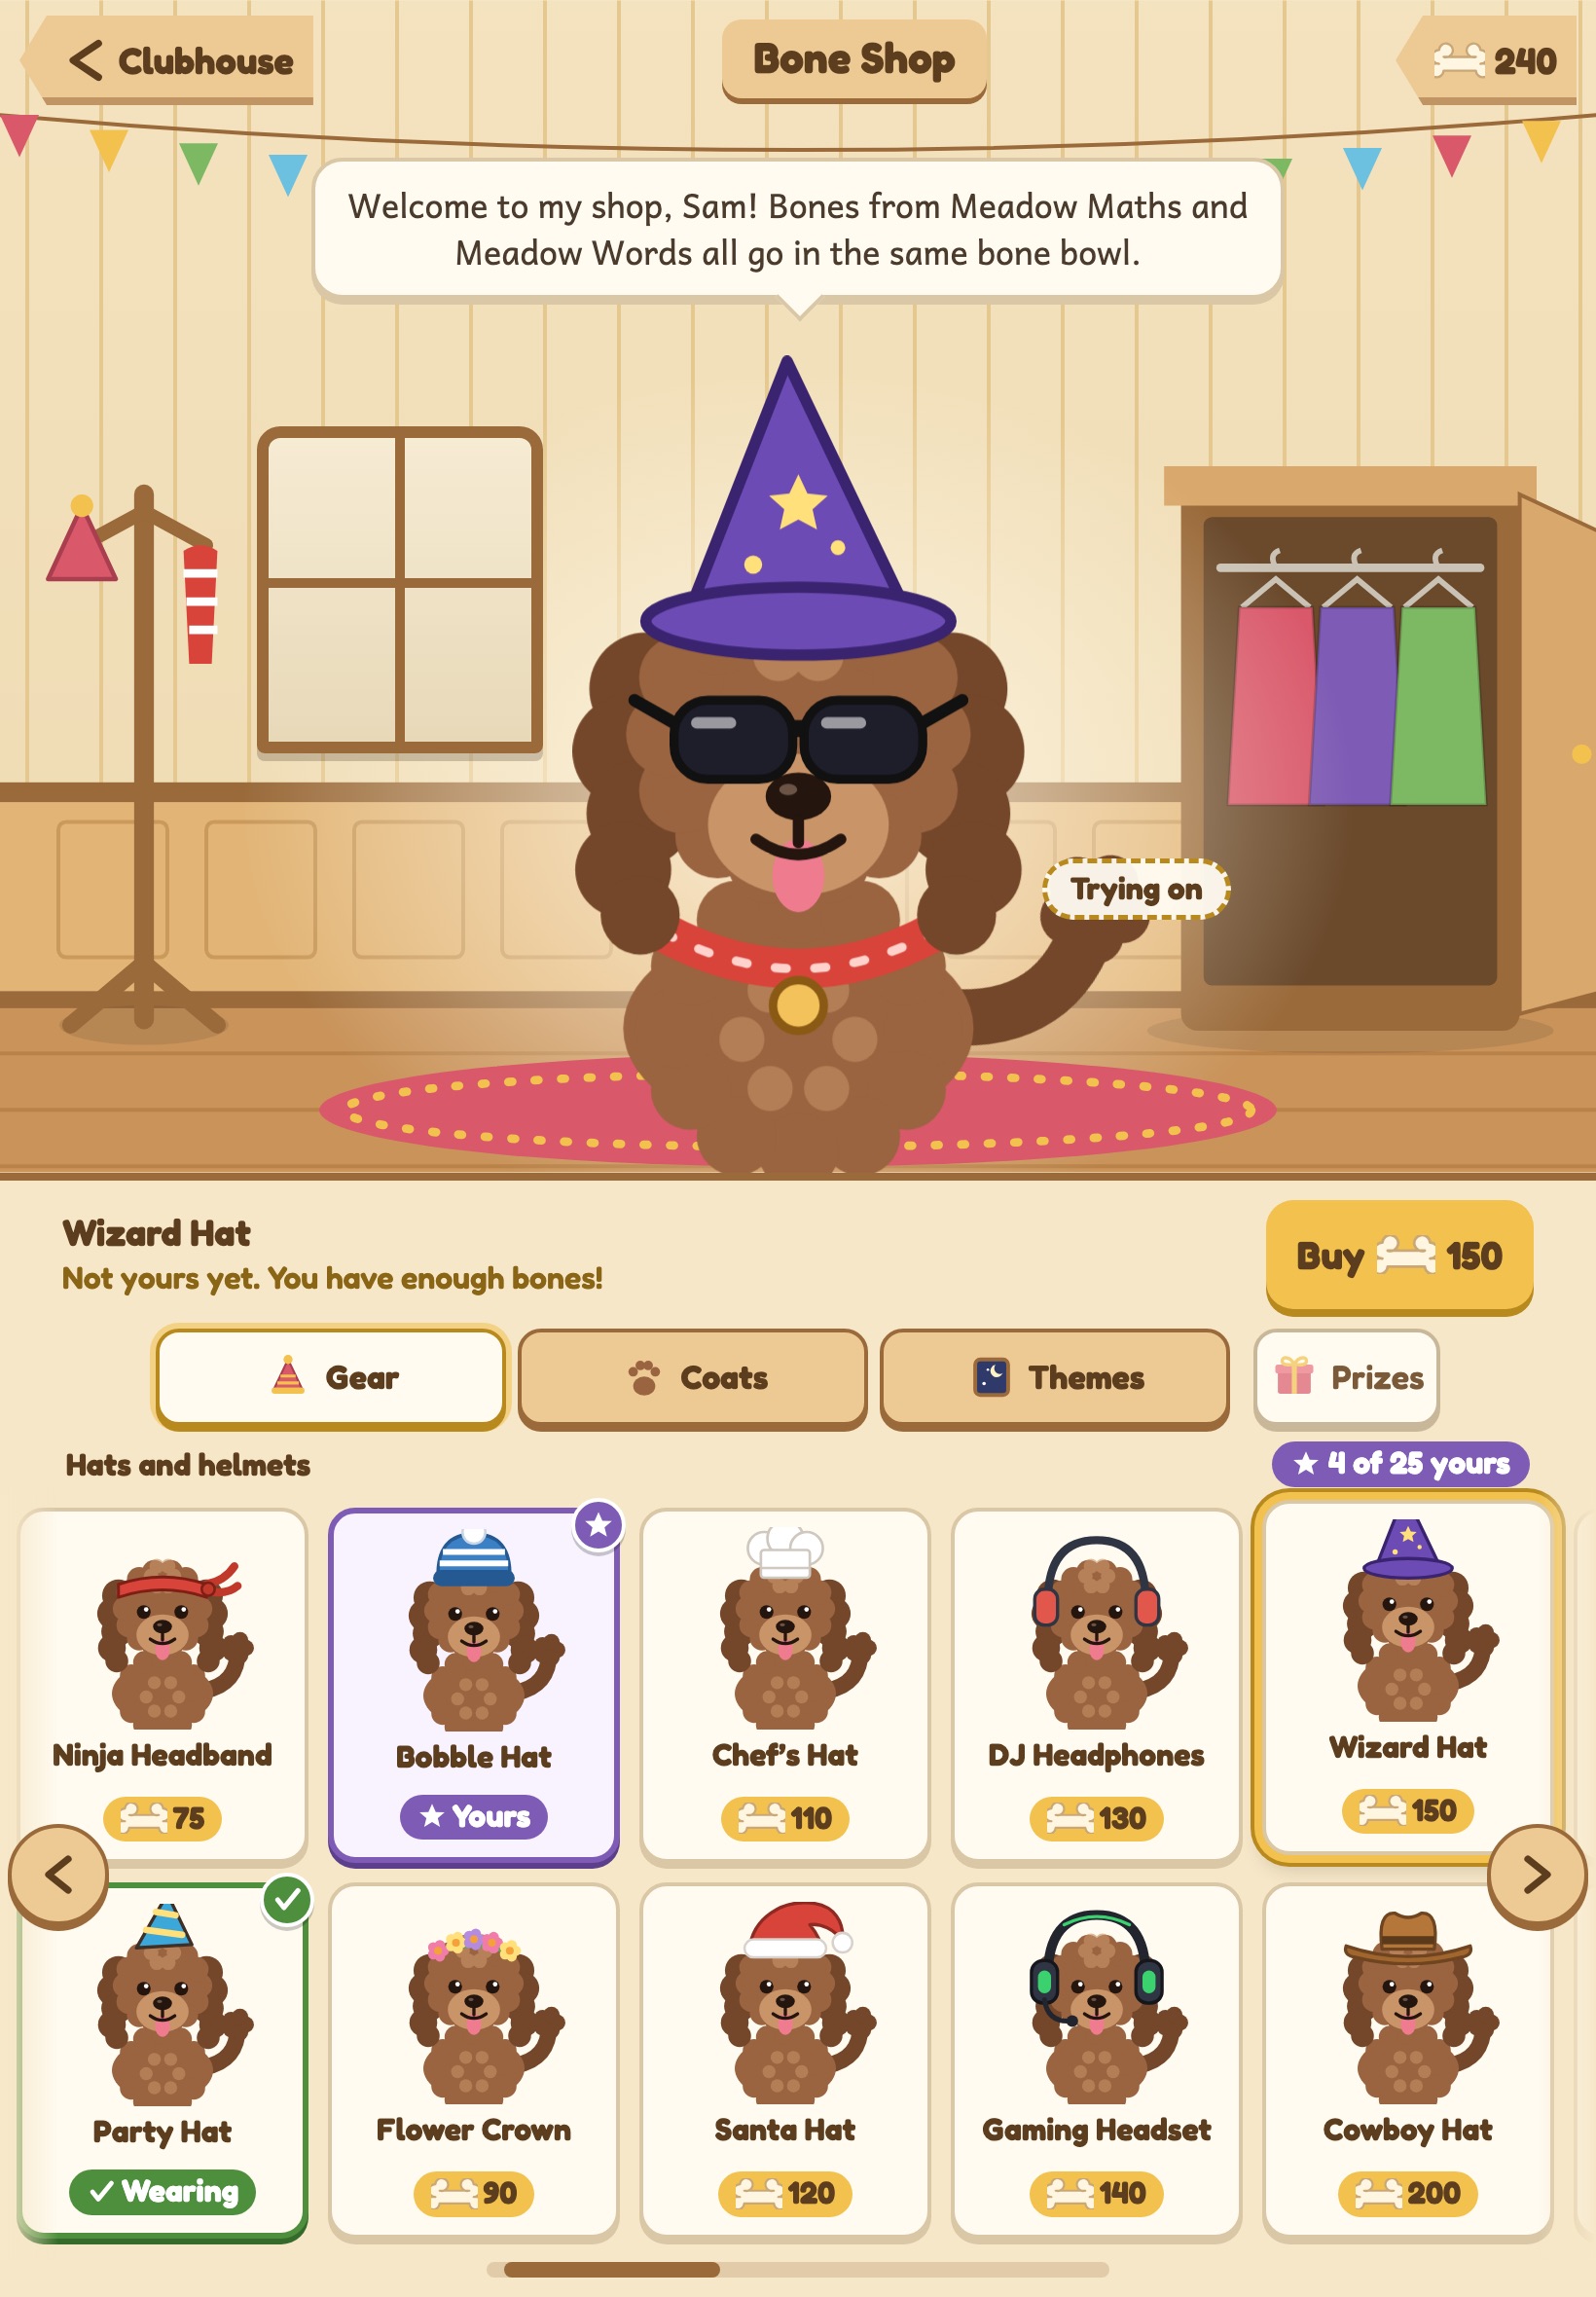 Clubhouse
Bone Shop
240
Welcome to my shop, Sam! Bones from Meadow Maths and
Meadow Words all go in the same bone bowl.
Trying on
Wizard Hat
Not yours yet. You have enough bones!
Buy 150
Gear
Coats
Themes
Prizes
Hats and helmets
4 of 25 yours
Ninja Headband
Bobble Hat
Chef's Hat
DJ Headphones
Wizard Hat
75
Yours
110
130
150
Party Hat
Flower Crown
Santa Hat
Gaming Headset
Cowboy Hat
Wearing
90
120
140
200